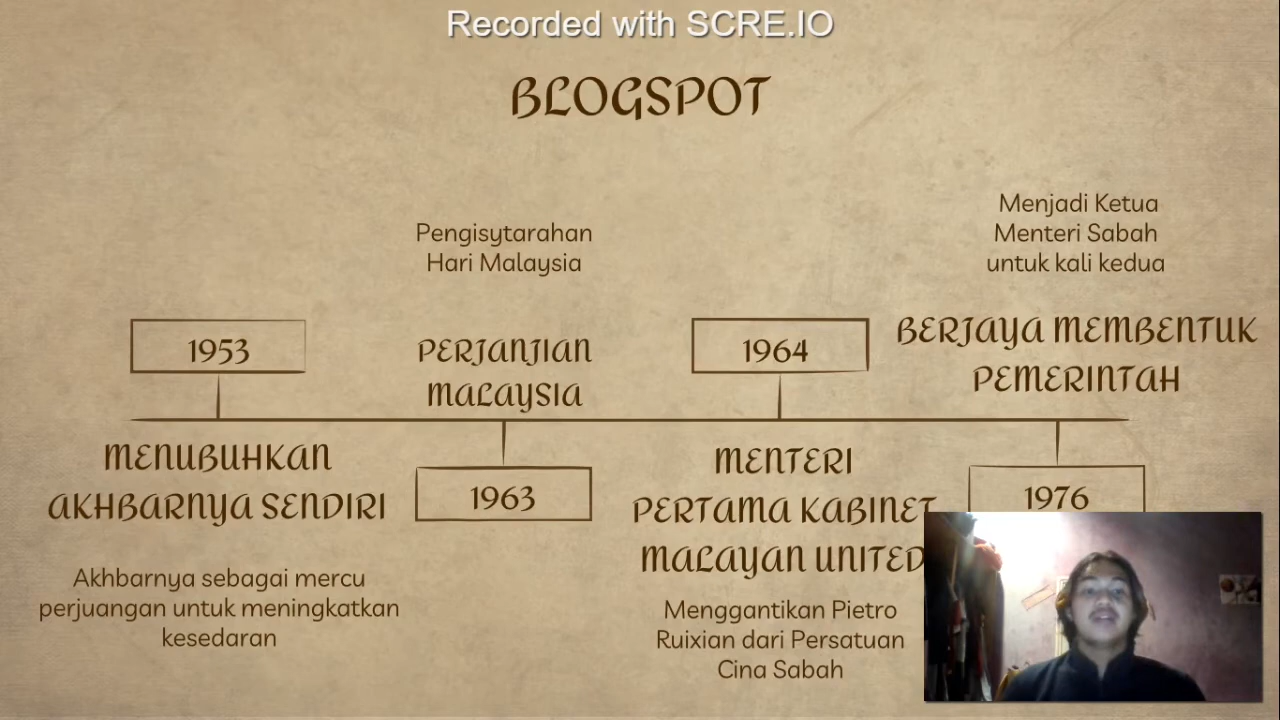 Recorded with SCRE.IO
BLOGSPOT
1953
MENUBUHKAN
AKHBARNYA SENDIRI
Akhbarnya sebagai mercu
perjuangan untuk meningkatkan
kesedaran
Pengisytarahan
Hari Malaysia
PERJANJIAN
MALAYSIA
1963
1964
MENTERI
PERTAMA KABINET
MALAYAN UNITED
Menggantikan Pietro
Ruixian dari Persatuan
Cina Sabah
Menjadi Ketua
Menteri Sabah
untuk kali kedua
BERJAYA MEMBENTUK
PEMERINTAH
1976